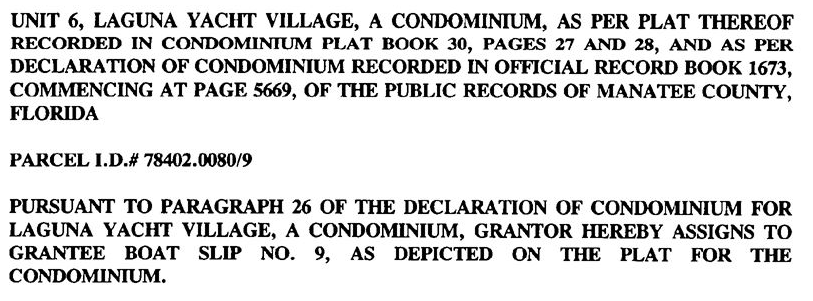 UNIT 6, LAGUNA YACHT VILLAGE, A CONDOMINIUM, AS PER PLAT THEREOF
RECORDED IN CONDOMINIUM PLAT BOOK 30, PAGES 27 AND 28, AND AS PER
DECLARATION OF CONDOMINIUM RECORDED IN OFFICIAL RECORD BOOK 1673,
COMMENCING AT PAGE 5669, OF THE PUBLIC RECORDS OF MANATEE COUNTY,
FLORIDA
PARCEL I.D.# 78402.0080/9
PURSUANT TO PARAGRAPH 26 OF THE DECLARATION OF CONDOMINIUM FOR
LAGUNA YACHT VILLAGE, A CONDOMINIUM, GRANTOR HEREBY ASSIGNS TO
GRANTEE BOAT SLIP NO. 9, AS DEPICTED ON THE PLAT FOR THE
CONDOMINIUM.